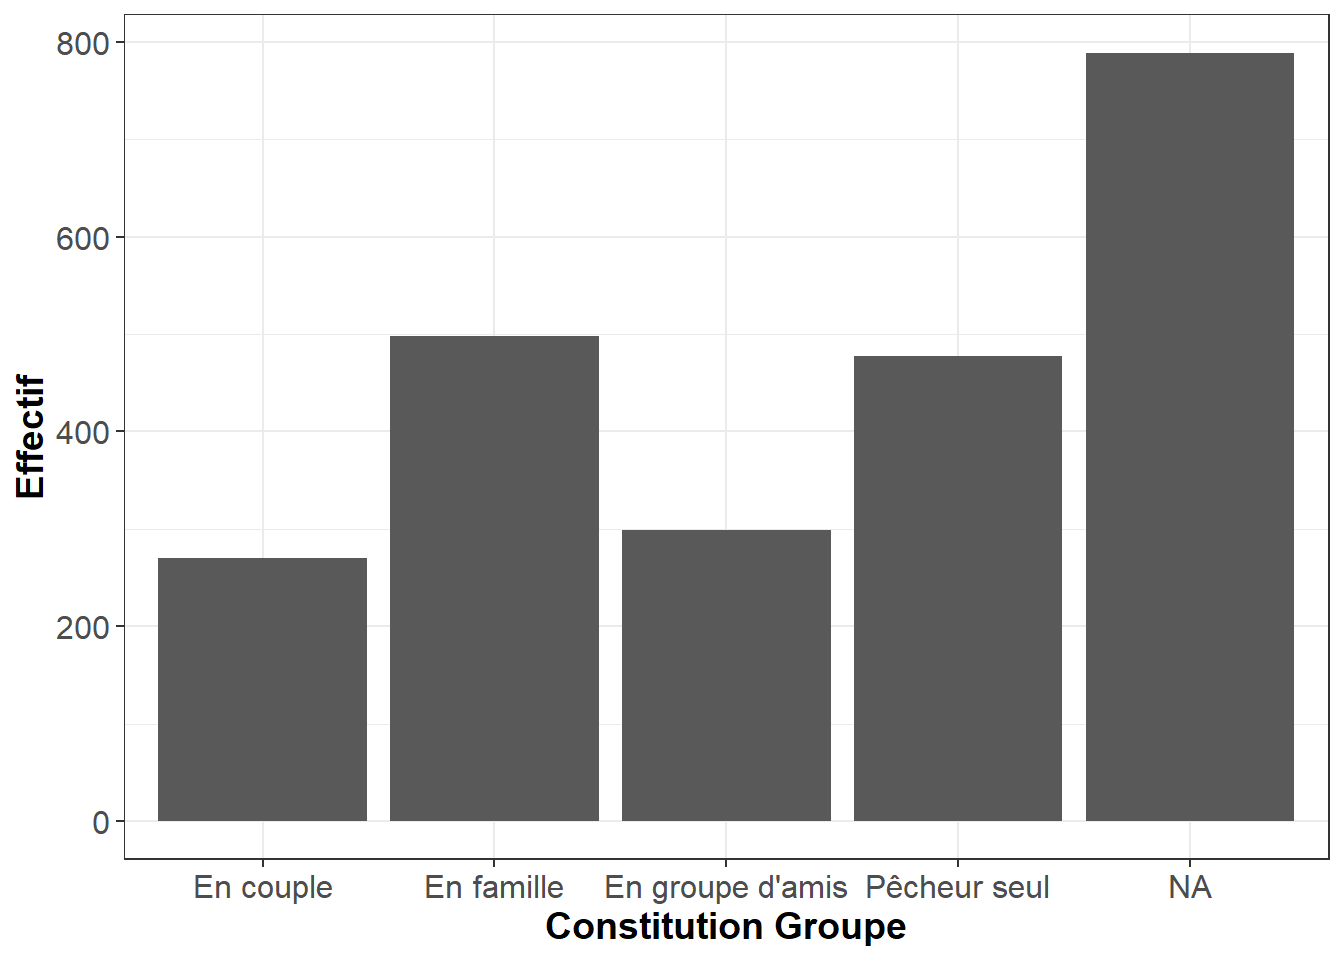 800
600
400
200
0
Effectif
En couple
En famille
En groupe d'amis
Pêcheur seul
NA
Constitution Groupe